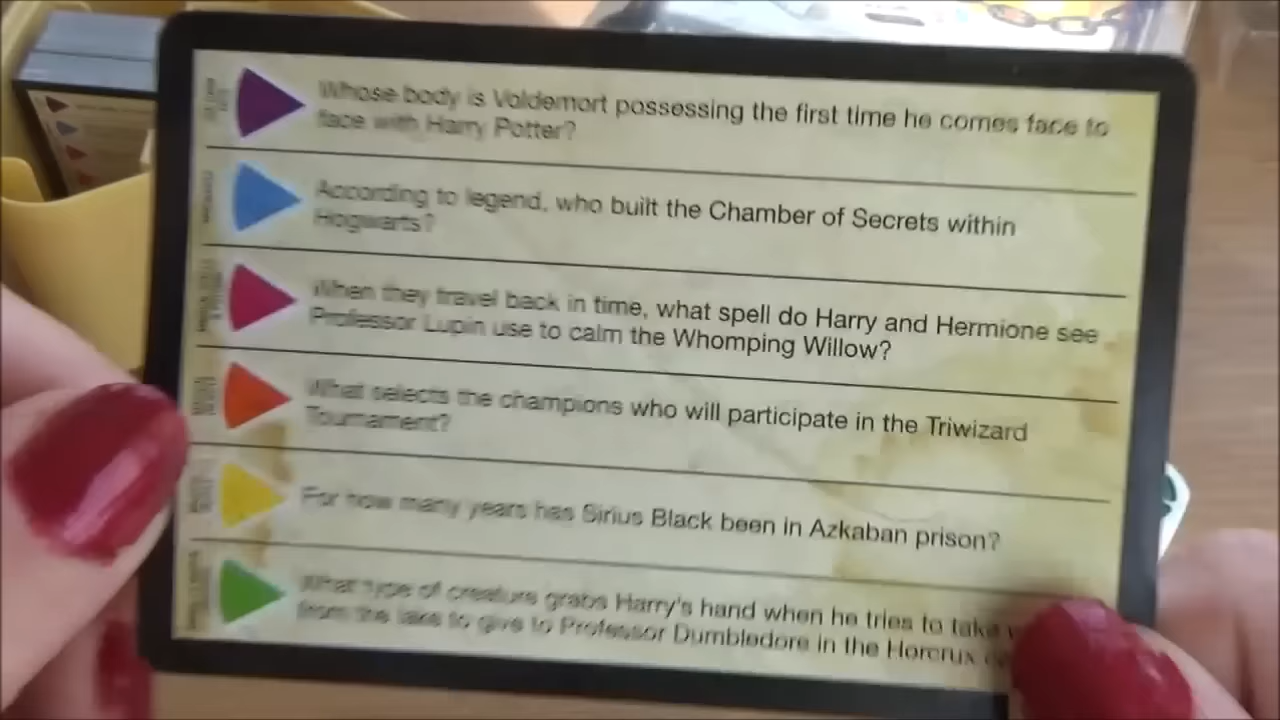 Whose body is Voldemort possessing the first time he comes face to
face with Harry Potter?
According to legend, who built the Chamber of Secrets within
Hogwarts?
When they travel back in time, what spell do Harry and Hermione see
Professor Lupin use to calm the Whomping Willow?
What selects the champions who will participate in the Triwizard
Tournament?
For how many years has Sirius Black been in Azkaban prison?
What type of creature grabs Harry's hand when he tries to take
from the lake to give to Professor Dumbledore in the Horcrux